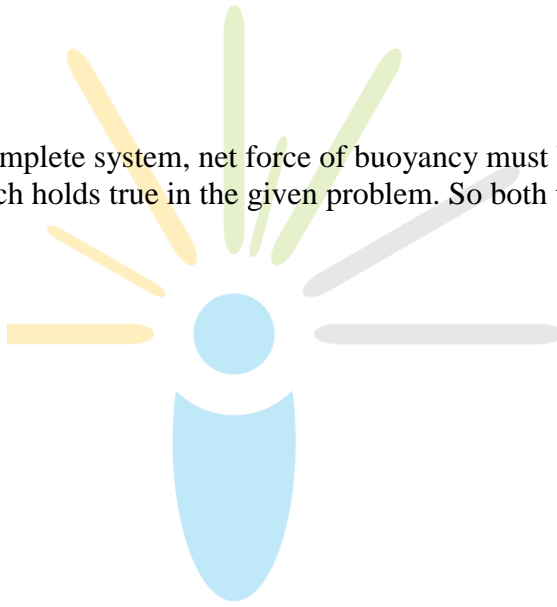 mplete system, net force of buoyancy must
ch holds true in the given problem. So both